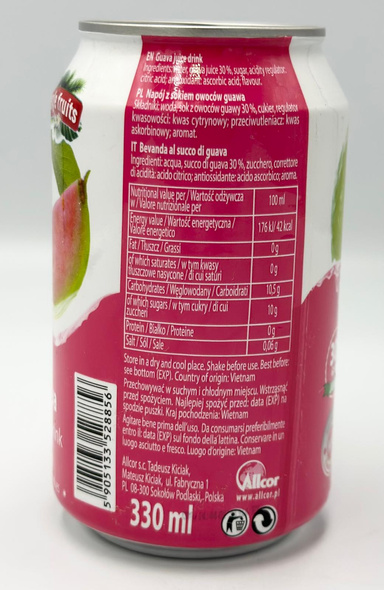 fruits
EN Guava juice drink
Ingredients: water, guava juice 30 %, sugar, acidity regulator:
citric acid; antioxidant: ascorbic acid; flavour.
PL Napój z sokiem owoców guawa
Składniki: woda, sok z owoców guawy 30 %, cukier, regulator
kwasowości: kwas cytrynowy; przeciwutleniacz: kwas
askorbinowy; aromat.
IT Bevanda al succo di guava
Ingredienti: acqua, succo di guava 30 %, zucchero, correttore
di acidità: acido citrico; antiossidante: acido ascorbico; aroma.
Nutritional value per / Wartość odżywcza
w / Valore nutrizionale per 100 ml
Energy value / Wartość energetyczna /
Valore energetico 176 kJ/ 42 kcal
Fat / Tłuszcz / Grassi 0 g
of which saturates / w tym kwasy
tłuszczowe nasycone / di cui saturi 0 g
Carbohydrates / Węglowodany / Carboidrati 10,5 g
of which sugars / w tym cukry / di cui
zuccheri 10 g
Protein / Białko / Proteine 0 g
Salt / Sól / Sale 0,06 g
Store in a dry and cool place. Shake before use. Best before:
see bottom (EXP). Country of origin: Vietnam
Przechowywać w suchym i chłodnym miejscu. Wstrząsnąć
przed spożyciem. Najlepiej spożyć przed: data (EXP) na
spodzie puszki. Kraj pochodzenia: Wietnam
Agitare bene prima dell'uso. Da consumarsi preferibilmente
entro il: data (EXP) sul fondo della lattina. Conservare in un
luogo asciutto e fresco. Luogo d'origine: Vietnam
Allcor s.c. Tadeusz Kiciak,
Mateusz Kiciak, ul. Fabryczna 1
PL 08-300 Sokołów Podlaski, Polska
Allcor
www.allcor.pl
330 ml
5 905133 528856